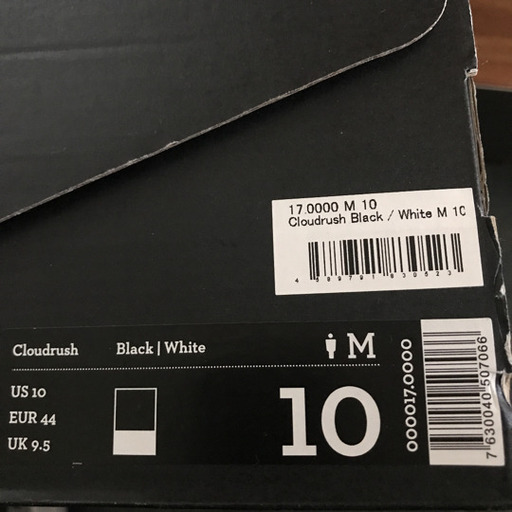 17.0000 M 10
Cloudrush Black / White M 10
Cloudrush
Black | White
M
US 10
EUR 44
UK 9.5
10
000017.0000
7 630040 507066